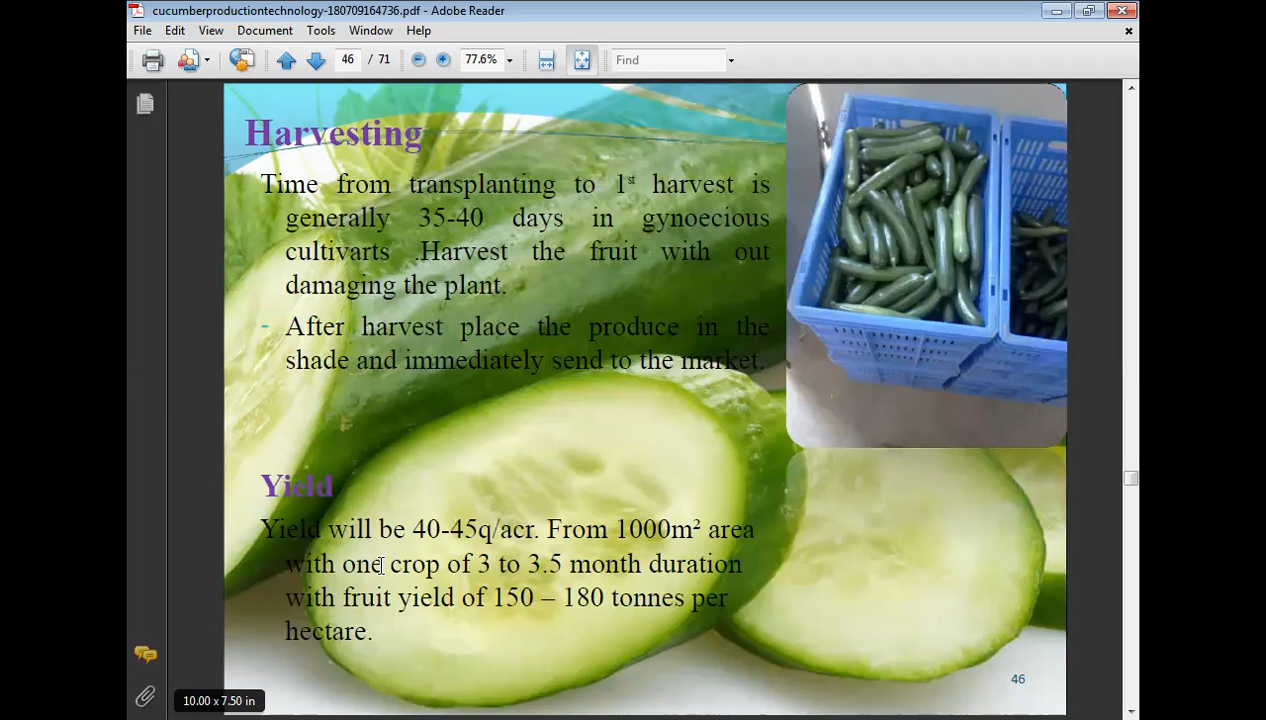 cucumberproductiontechnology-180709164736.pdf - Adobe Reader
File Edit View Document Tools Window Help
46 / 71 77.6% Find
Harvesting
Time from transplanting to 1st harvest is
generally 35-40 days in gynoecious
cultivarts .Harvest the fruit with out
damaging the plant.
- After harvest place the produce in the
shade and immediately send to the market.
Yield
Yield will be 40-45q/acr. From 1000m² area
with one crop of 3 to 3.5 month duration
with fruit yield of 150 – 180 tonnes per
hectare.
46
10.00 x 7.50 in